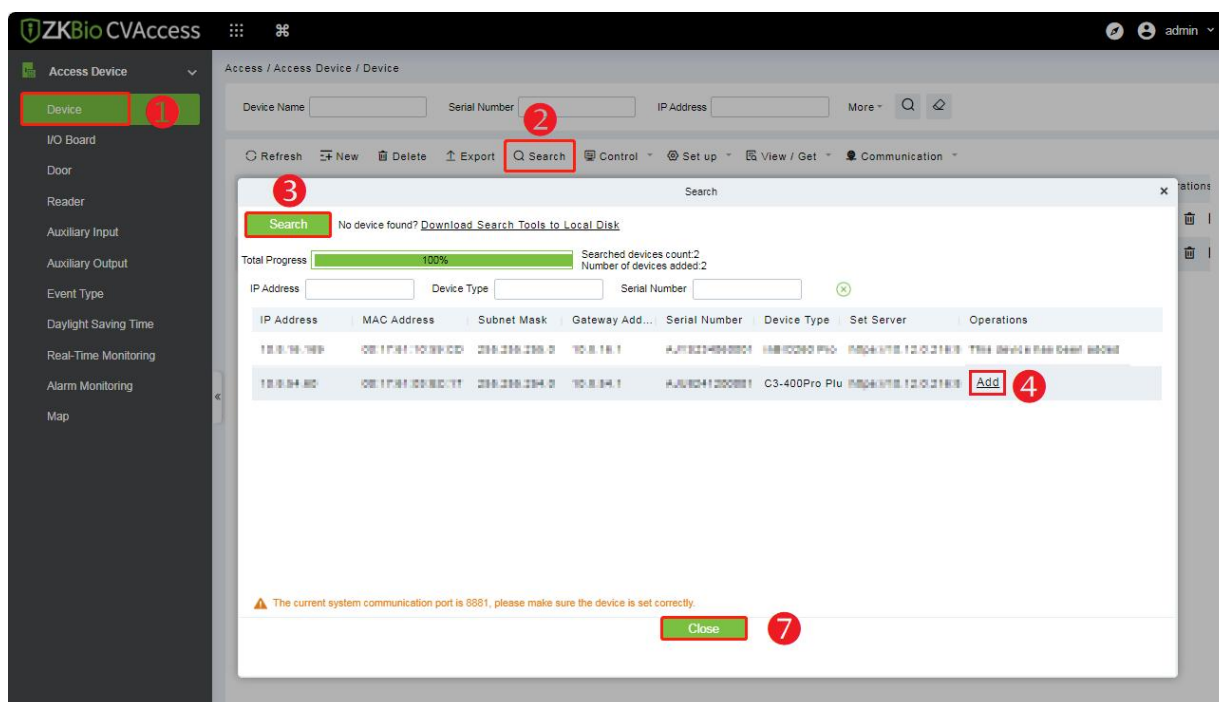 ZKBio CVAccess
admin
Access Device
Access / Access Device / Device
Device
1
Device Name
Serial Number
IP Address
More
2
I/O Board
Refresh New Delete Export Search Control Set up View / Get Communication
Door
3
Search
×
ations
Reader
Search No device found? Download Search Tools to Local Disk
Auxiliary Input
Total Progress 100% Searched devices count:2
Number of devices added:2
Auxiliary Output
IP Address Device Type Serial Number
Event Type
IP Address MAC Address Subnet Mask Gateway Add... Serial Number Device Type Set Server Operations
Daylight Saving Time
This device has been added
Real-Time Monitoring
C3-400Pro Plu Add 4
Alarm Monitoring
Map
The current system communication port is 8881, please make sure the device is set correctly.
Close 7